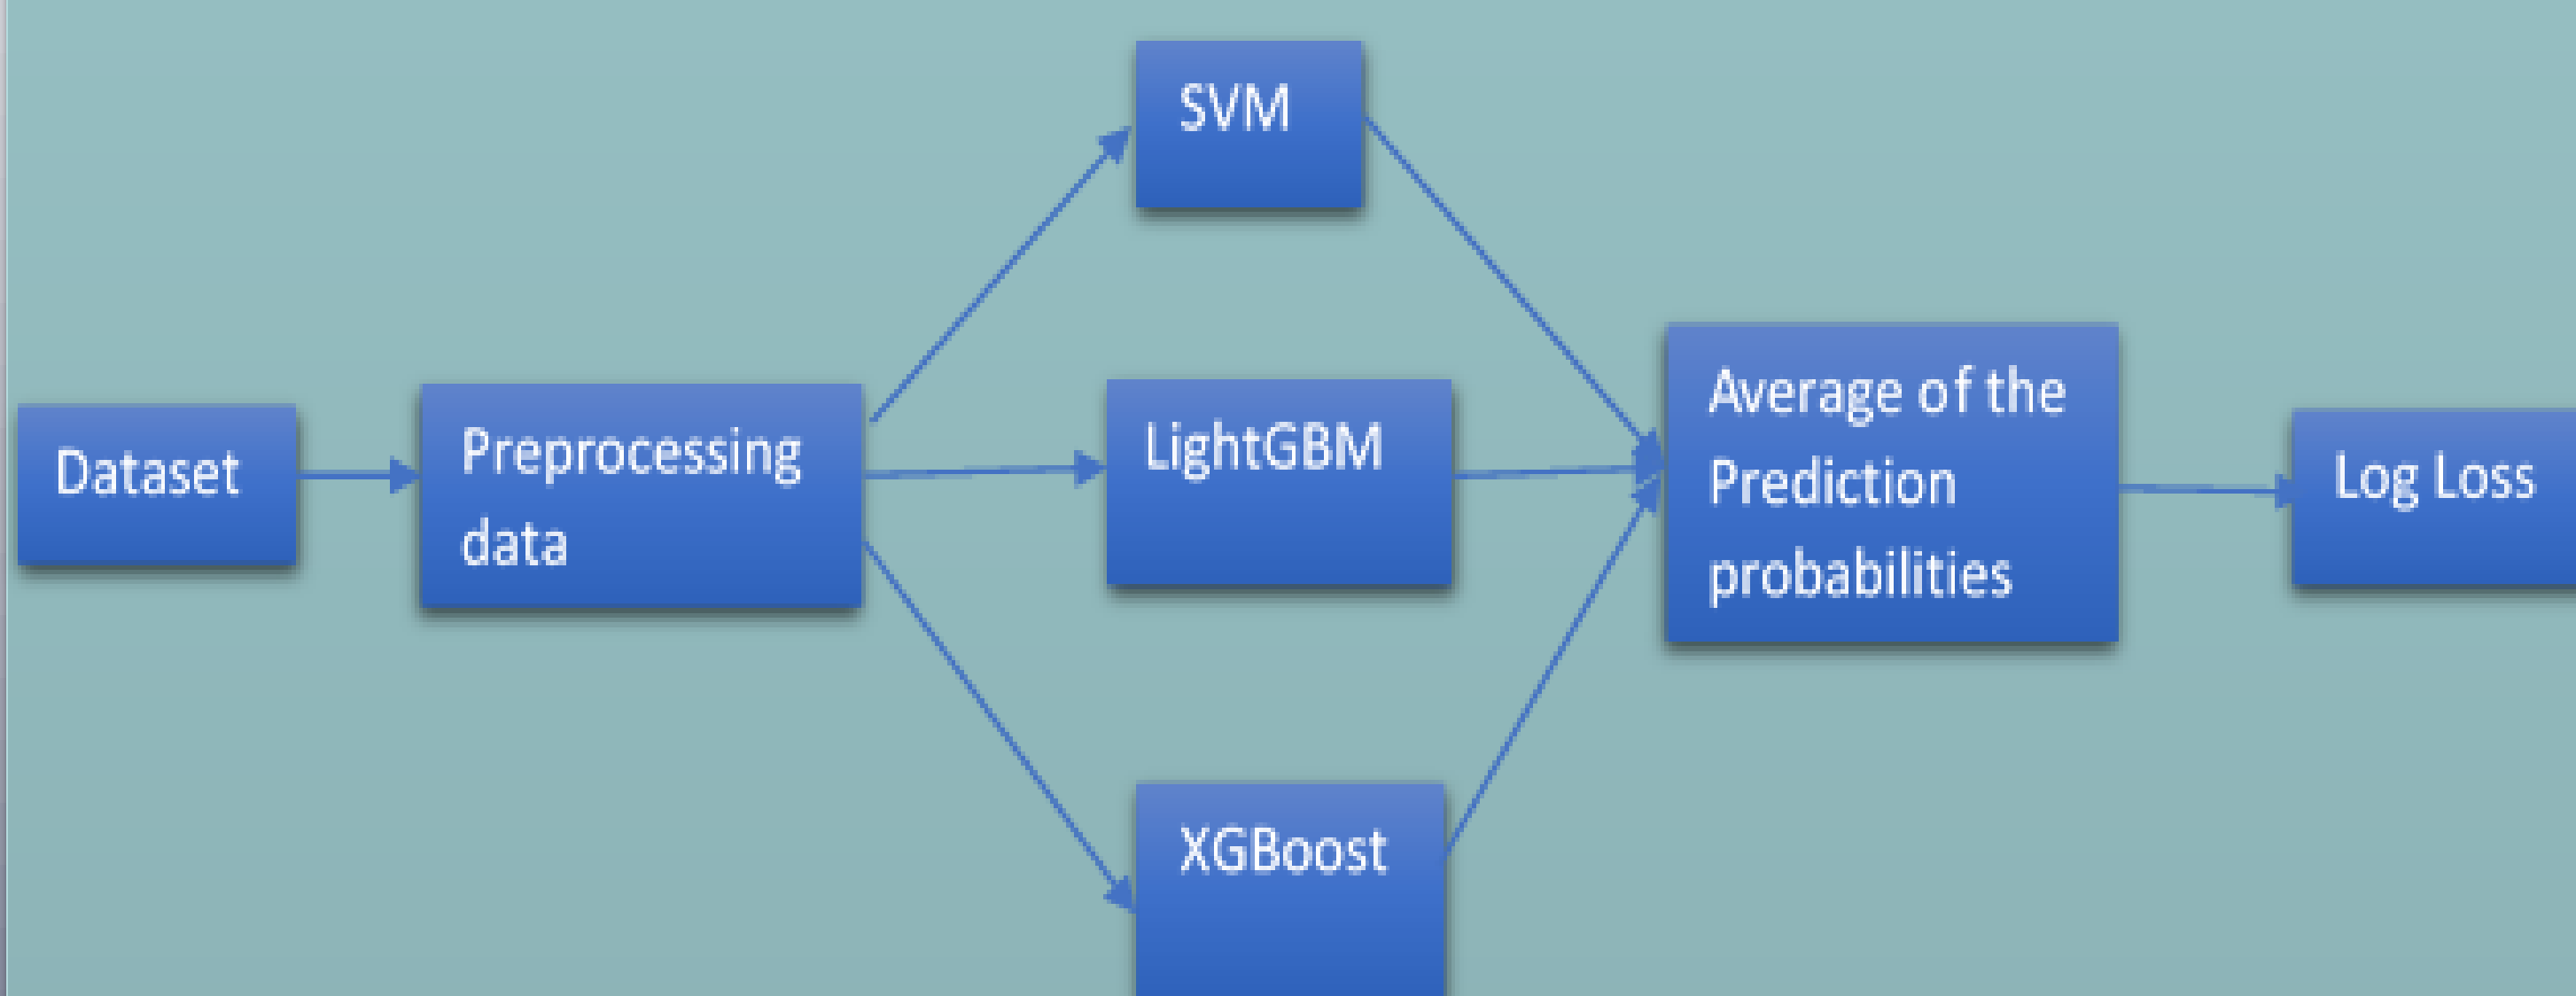 Dataset
Preprocessing
data
SVM
LightGBM
XGBoost
Average of the
Prediction
probabilities
Log Loss